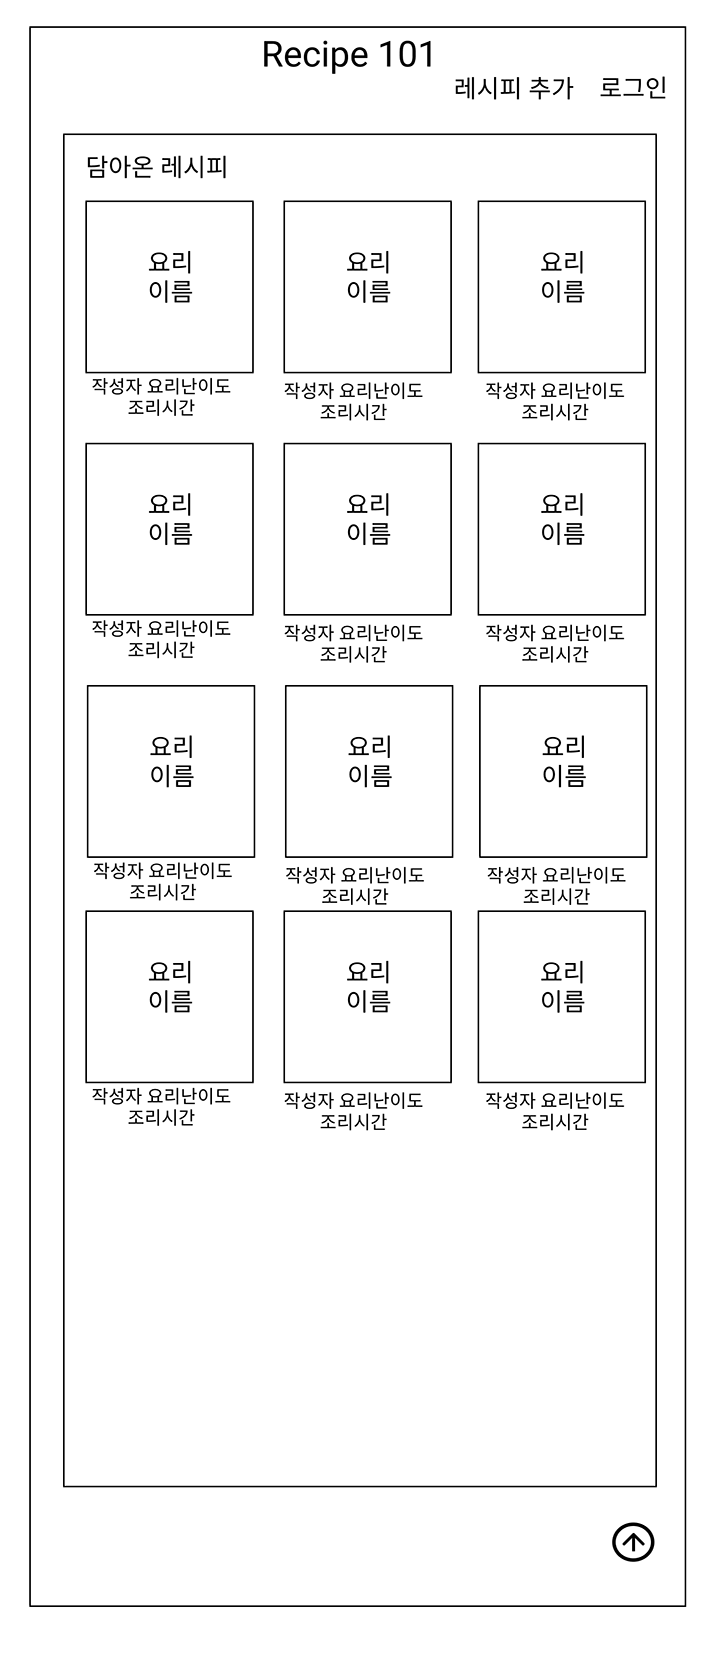 Recipe 101
레시피 추가 로그인
담아온 레시피
요리
이름
작성자 요리난이도
조리시간
요리
이름
작성자 요리난이도
조리시간
요리
이름
작성자 요리난이도
조리시간
요리
이름
작성자 요리난이도
조리시간
요리
이름
작성자 요리난이도
조리시간
요리
이름
작성자 요리난이도
조리시간
요리
이름
작성자 요리난이도
조리시간
요리
이름
작성자 요리난이도
조리시간
요리
이름
작성자 요리난이도
조리시간
요리
이름
작성자 요리난이도
조리시간
요리
이름
작성자 요리난이도
조리시간
요리
이름
작성자 요리난이도
조리시간